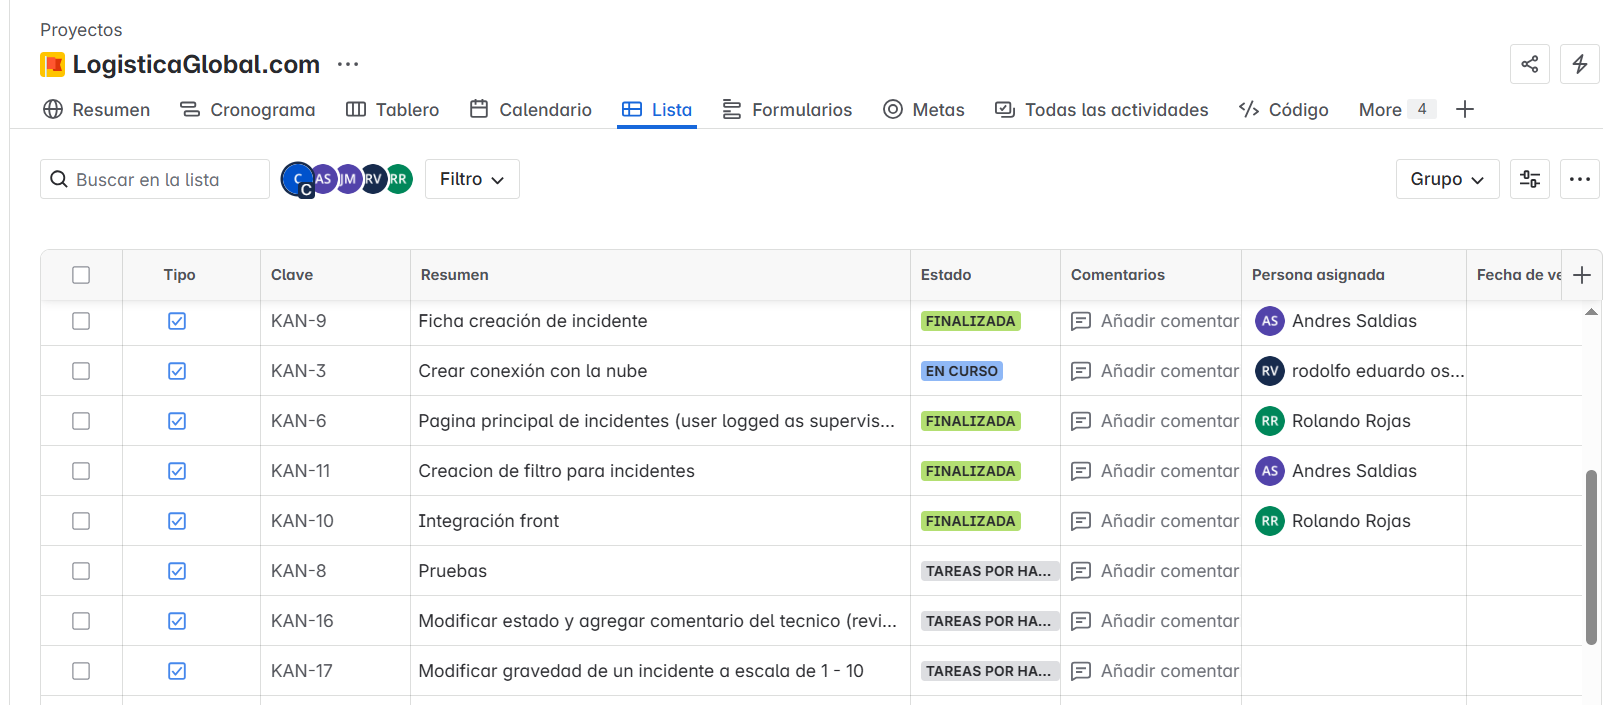 Proyectos
LogisticaGlobal.com
Resumen Cronograma Tablero Calendario Lista Formularios Metas Todas las actividades Código More 4
Buscar en la lista C C AS JM RV RR Filtro Grupo
Tipo Clave Resumen Estado Comentarios Persona asignada Fecha de ve
KAN-9 Ficha creación de incidente FINALIZADA Añadir comentar AS Andres Saldias
KAN-3 Crear conexión con la nube EN CURSO Añadir comentar RV rodolfo eduardo os...
KAN-6 Pagina principal de incidentes (user logged as supervis... FINALIZADA Añadir comentar RR Rolando Rojas
KAN-11 Creacion de filtro para incidentes FINALIZADA Añadir comentar AS Andres Saldias
KAN-10 Integración front FINALIZADA Añadir comentar RR Rolando Rojas
KAN-8 Pruebas TAREAS POR HA... Añadir comentar
KAN-16 Modificar estado y agregar comentario del tecnico (revi... TAREAS POR HA... Añadir comentar
KAN-17 Modificar gravedad de un incidente a escala de 1 - 10 TAREAS POR HA... Añadir comentar